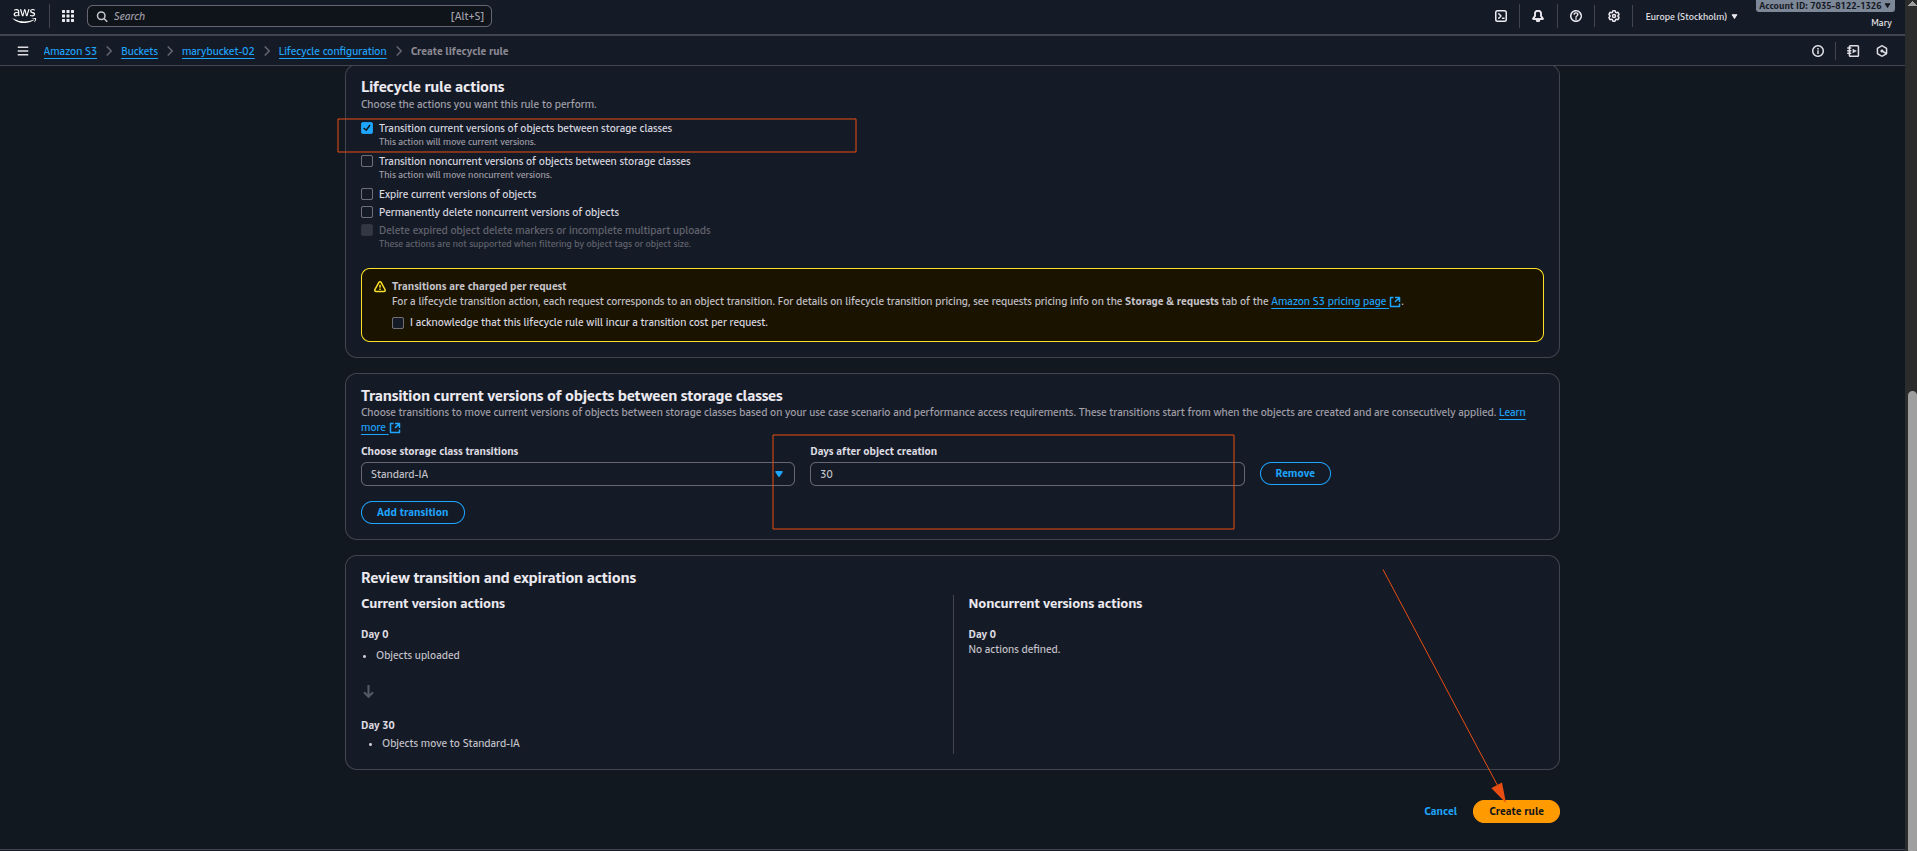 aws
Search [Alt+S]
Europe (Stockholm) ▼
Account ID: 7035-8122-1326 ▼
Mary
Amazon S3 > Buckets > marybucket-02 > Lifecycle configuration > Create lifecycle rule
Lifecycle rule actions
Choose the actions you want this rule to perform.
Transition current versions of objects between storage classes
This action will move current versions.
Transition noncurrent versions of objects between storage classes
This action will move noncurrent versions.
Expire current versions of objects
Permanently delete noncurrent versions of objects
Delete expired object delete markers or incomplete multipart uploads
These actions are not supported when filtering by object tags or object size.
Transitions are charged per request
For a lifecycle transition action, each request corresponds to an object transition. For details on lifecycle transition pricing, see requests pricing info on the Storage & requests tab of the Amazon S3 pricing page.
I acknowledge that this lifecycle rule will incur a transition cost per request.
Transition current versions of objects between storage classes
Choose transitions to move current versions of objects between storage classes based on your use case scenario and performance access requirements. These transitions start from when the objects are created and are consecutively applied. Learn
more
Choose storage class transitions
Days after object creation
Standard-IA
30
Remove
Add transition
Review transition and expiration actions
Current version actions
Day 0
• Objects uploaded
Day 30
• Objects move to Standard-IA
Noncurrent versions actions
Day 0
No actions defined.
Cancel
Create rule